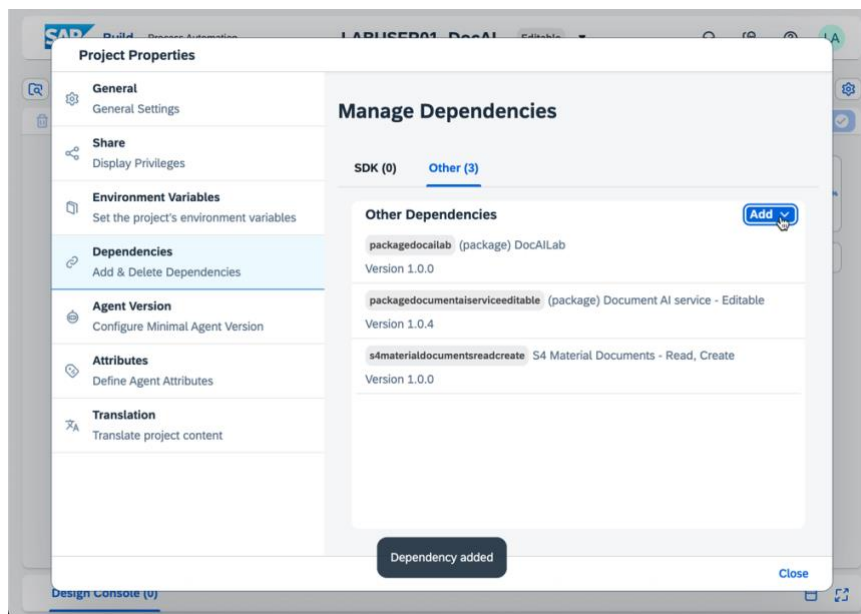 SAP Build Process Automation
LABUSER01_DocAI Editable
LA
Project Properties
General
General Settings
Share
Display Privileges
Environment Variables
Set the project's environment variables
Dependencies
Add & Delete Dependencies
Agent Version
Configure Minimal Agent Version
Attributes
Define Agent Attributes
Translation
Translate project content
Manage Dependencies
SDK (0) Other (3)
Other Dependencies Add
packagedocailab (package) DocAILab
Version 1.0.0
packagedocumentaiserviceeditable (package) Document AI service - Editable
Version 1.0.4
s4materialdocumentsreadcreate S4 Material Documents - Read, Create
Version 1.0.0
Dependency added
Close
Design Console (0)